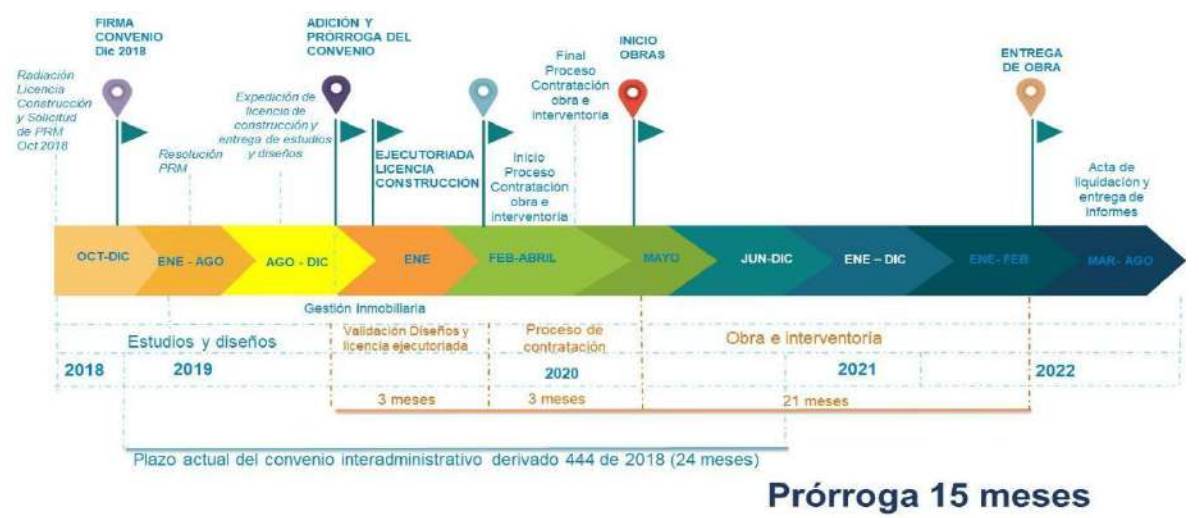 FIRMA
CONVENIO
Dic 2018
ADICIÓN Y
PRÓRROGA DEL
CONVENIO
INICIO
OBRAS
ENTREGA
DE OBRA
Radiación
Licencia
Construcción
y Solicitud
de PRM
Oct 2018
Resolución
PRM
Expedición de
licencia de
construcción y
entrega de estudios
y diseños
EJECUTORIADA
LICENCIA
CONSTRUCCIÓN
Inicio
Proceso
Contratación
obra e
interventoría
Final
Proceso
Contratación
obra e
interventoría
Acta de
liquidación y
entrega de
informes
OCT-DIC
ENE - AGO
AGO - DIC
ENE
FEB-ABRIL
MAYO
JUN-DIC
ENE – DIC
ENE- FEB
MAR- AGO
Gestión Inmobiliaria
Estudios y diseños
Validación Diseños y
licencia ejecutoriada
Proceso de
contratación
Obra e interventoría
2018
2019
2020
2021
2022
3 meses
3 meses
21 meses
Plazo actual del convenio interadministrativo derivado 444 de 2018 (24 meses)
Prórroga 15 meses